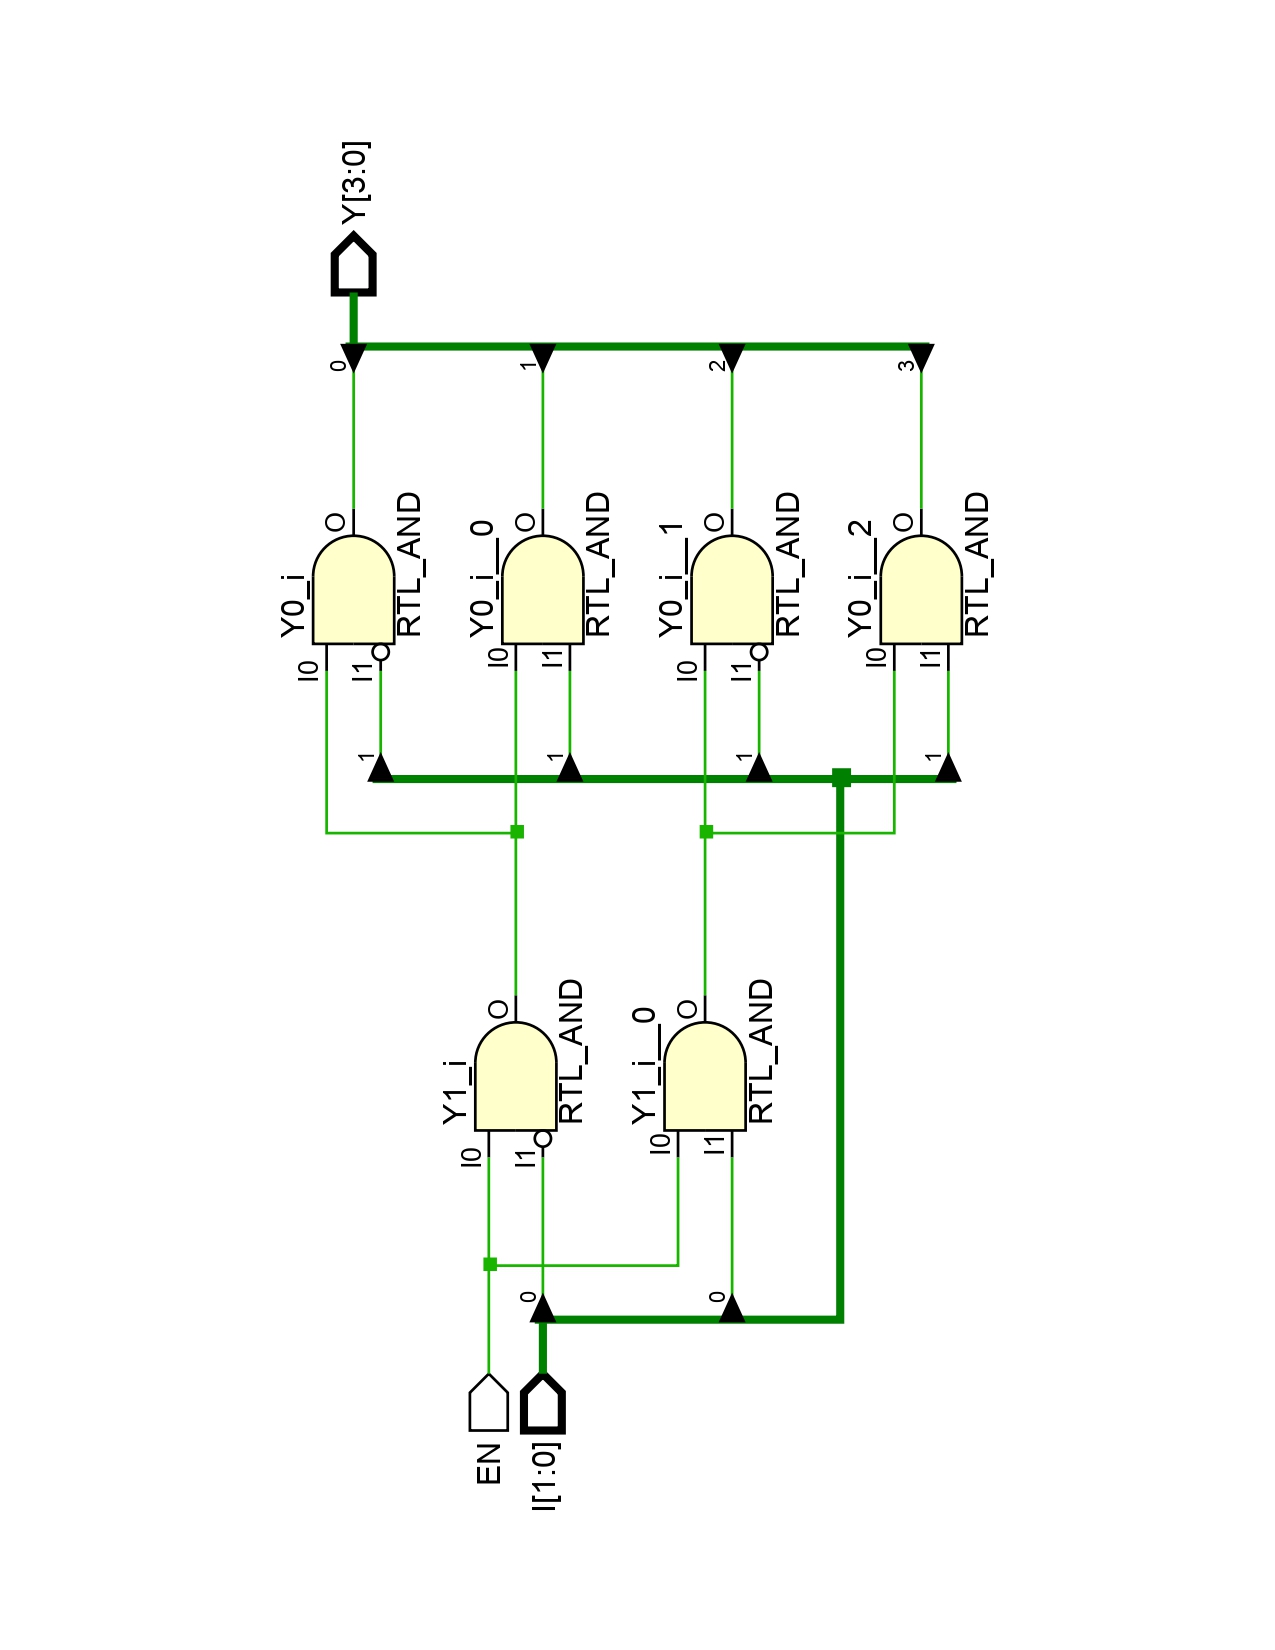 Y[3:0]
0
1
2
3
Y0_i
I0
I1
O
RTL_AND
Y0_i__0
I0
I1
O
RTL_AND
Y0_i__1
I0
I1
O
RTL_AND
Y0_i__2
I0
I1
O
RTL_AND
1
1
1
1
Y1_i
I0
I1
O
RTL_AND
Y1_i__0
I0
I1
O
RTL_AND
0
0
EN
I[1:0]